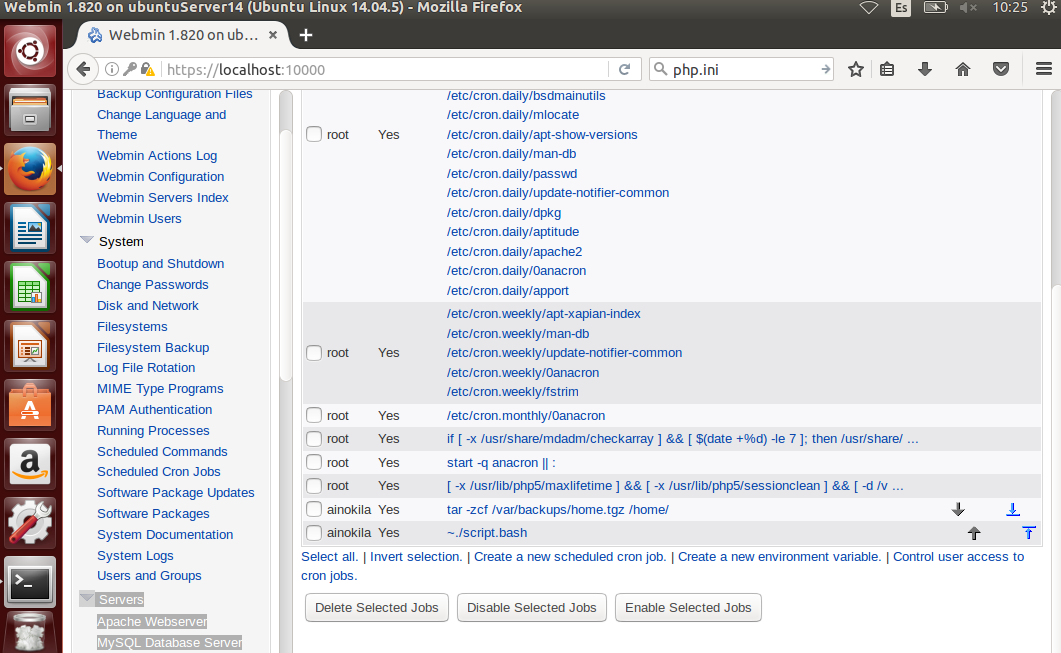 Webmin 1.820 on ubuntuServer14 (Ubuntu Linux 14.04.5) - Mozilla Firefox
Es
10:25
Webmin 1.820 on ub...
https://localhost:10000
php.ini
Backup Configuration Files
Change Language and
Theme
Webmin Actions Log
Webmin Configuration
Webmin Servers Index
Webmin Users
System
Bootup and Shutdown
Change Passwords
Disk and Network
Filesystems
Filesystem Backup
Log File Rotation
MIME Type Programs
PAM Authentication
Running Processes
Scheduled Commands
Scheduled Cron Jobs
Software Package Updates
Software Packages
System Documentation
System Logs
Users and Groups
Servers
Apache Webserver
MySQL Database Server
/etc/cron.daily/bsdmainutils
/etc/cron.daily/mlocate
root Yes /etc/cron.daily/apt-show-versions
/etc/cron.daily/man-db
/etc/cron.daily/passwd
/etc/cron.daily/update-notifier-common
/etc/cron.daily/dpkg
/etc/cron.daily/aptitude
/etc/cron.daily/apache2
/etc/cron.daily/0anacron
/etc/cron.daily/apport
/etc/cron.weekly/apt-xapian-index
/etc/cron.weekly/man-db
root Yes /etc/cron.weekly/update-notifier-common
/etc/cron.weekly/0anacron
/etc/cron.weekly/fstrim
root Yes /etc/cron.monthly/0anacron
root Yes if [ -x /usr/share/mdadm/checkarray ] && [ $(date +%d) -le 7 ]; then /usr/share/ ...
root Yes start -q anacron || :
root Yes [ -x /usr/lib/php5/maxlifetime ] && [ -x /usr/lib/php5/sessionclean ] && [ -d /v ...
ainokila Yes tar -zcf /var/backups/home.tgz /home/
ainokila Yes ~./script.bash
Select all. | Invert selection. | Create a new scheduled cron job. | Create a new environment variable. | Control user access to
cron jobs.
Delete Selected Jobs Disable Selected Jobs Enable Selected Jobs